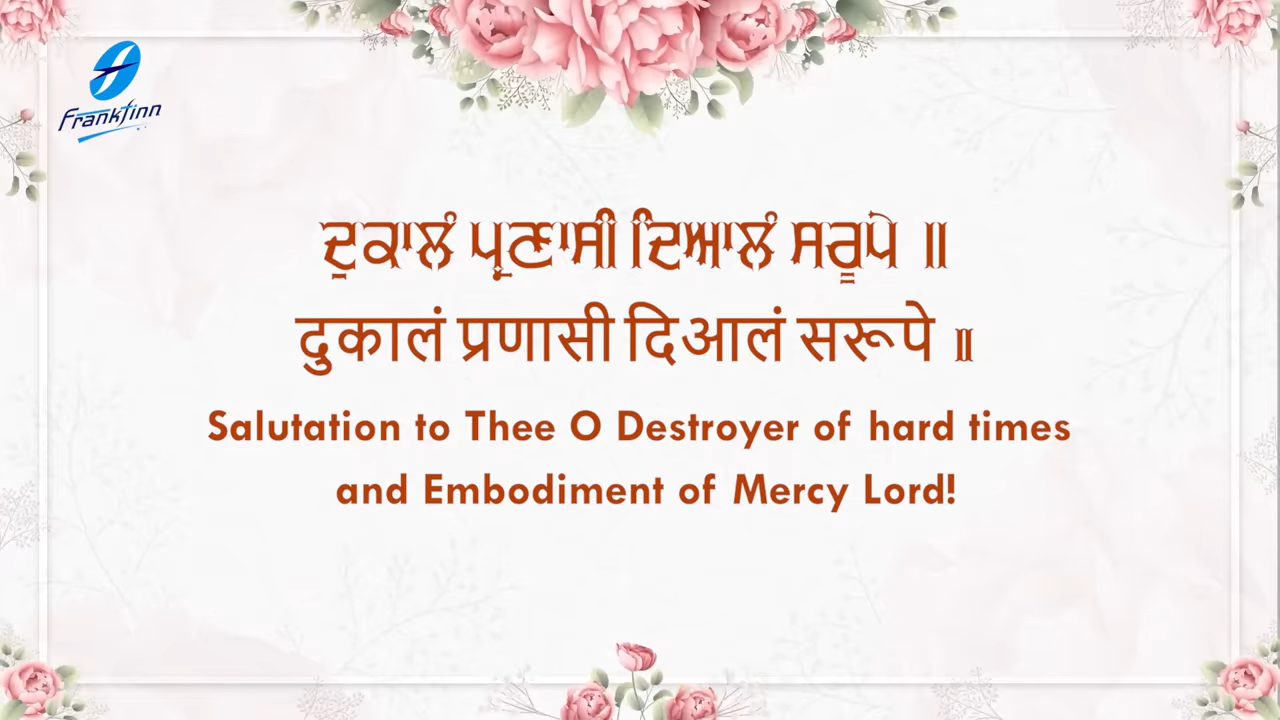 Frankfinn
ਦੁਕਾਲੰ ਪ੍ਰਣਾਸੀ ਦਿਆਲੰ ਸਰੂਪੇ ॥
दुकालं प्रणासी दिआलं सरूपे ॥
Salutation to Thee O Destroyer of hard times
and Embodiment of Mercy Lord!